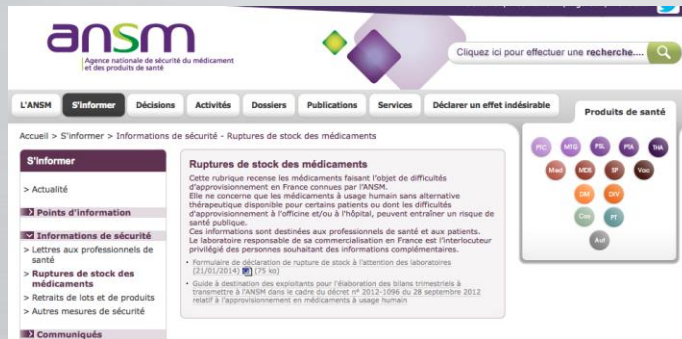 ansm
Agence nationale de sécurité du médicament
et des produits de santé
Cliquez ici pour effectuer une recherche....
L'ANSM
S'informer
Décisions
Activités
Dossiers
Publications
Services
Déclarer un effet indésirable
Produits de santé
Accueil > S'informer > Informations de sécurité - Ruptures de stock des médicaments
S'informer
> Actualité
Points d'information
Informations de sécurité
> Lettres aux professionnels de
santé
> Ruptures de stock des
médicaments
> Retraits de lots et de produits
> Autres mesures de sécurité
Communiqués
Ruptures de stock des médicaments
Cette rubrique recense les médicaments faisant l'objet de difficultés
d'approvisionnement en France connues par l'ANSM.
Elle ne concerne que les médicaments à usage humain sans alternative
thérapeutique disponible pour certains patients ou dont les difficultés
d'approvisionnement à l'officine et/ou à l'hôpital, peuvent entraîner un risque de
santé publique.
Ces informations sont destinées aux professionnels de santé et aux patients.
Le laboratoire responsable de sa commercialisation en France est l'interlocuteur
privilégié des personnes souhaitant des informations complémentaires.
• Formulaire de déclaration de rupture de stock à l'attention des laboratoires
(21/01/2014) (75 ko)
• Guide à destination des exploitants pour l'élaboration des bilans trimestriels à
transmettre à l'ANSM dans le cadre du décret n° 2012-1096 du 28 septembre 2012
relatif à l'approvisionnement en médicaments à usage humain
PTC MTG PSL PTA THA
Med MDS SP Vac
DM DIV
Cos PT
Aut